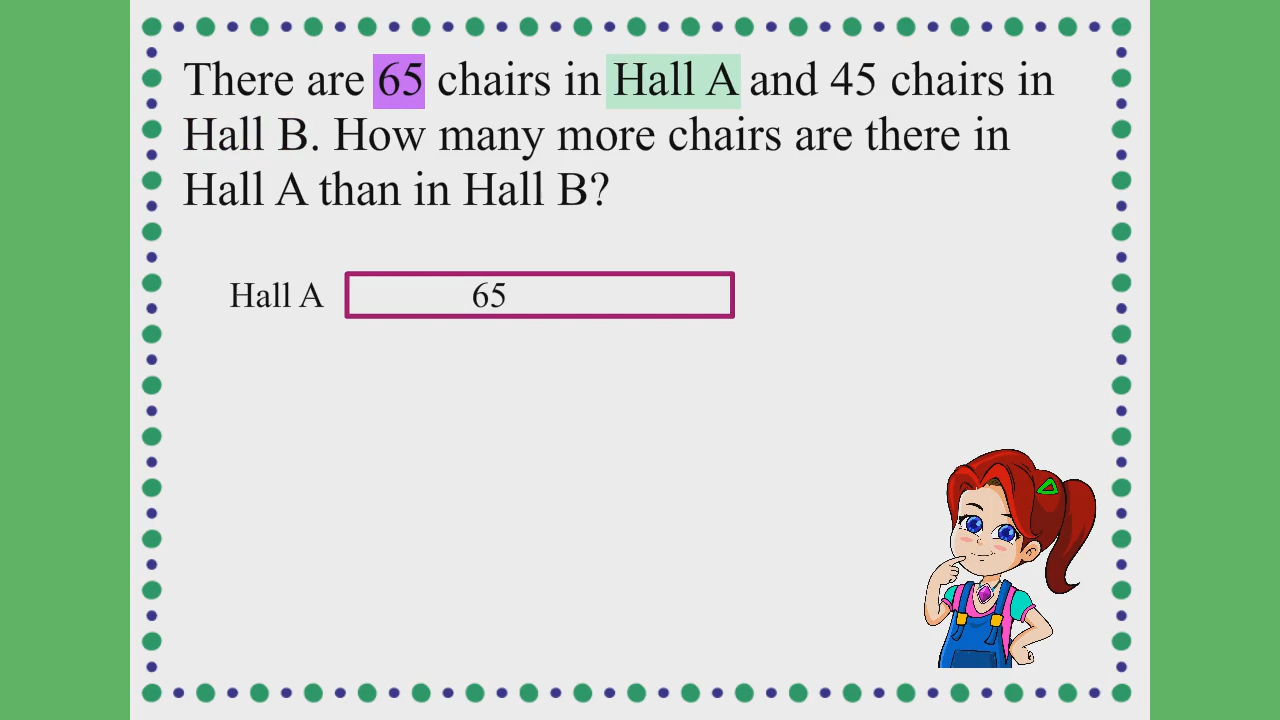 There are 65 chairs in Hall A and 45 chairs in
Hall B. How many more chairs are there in
Hall A than in Hall B?
Hall A 65